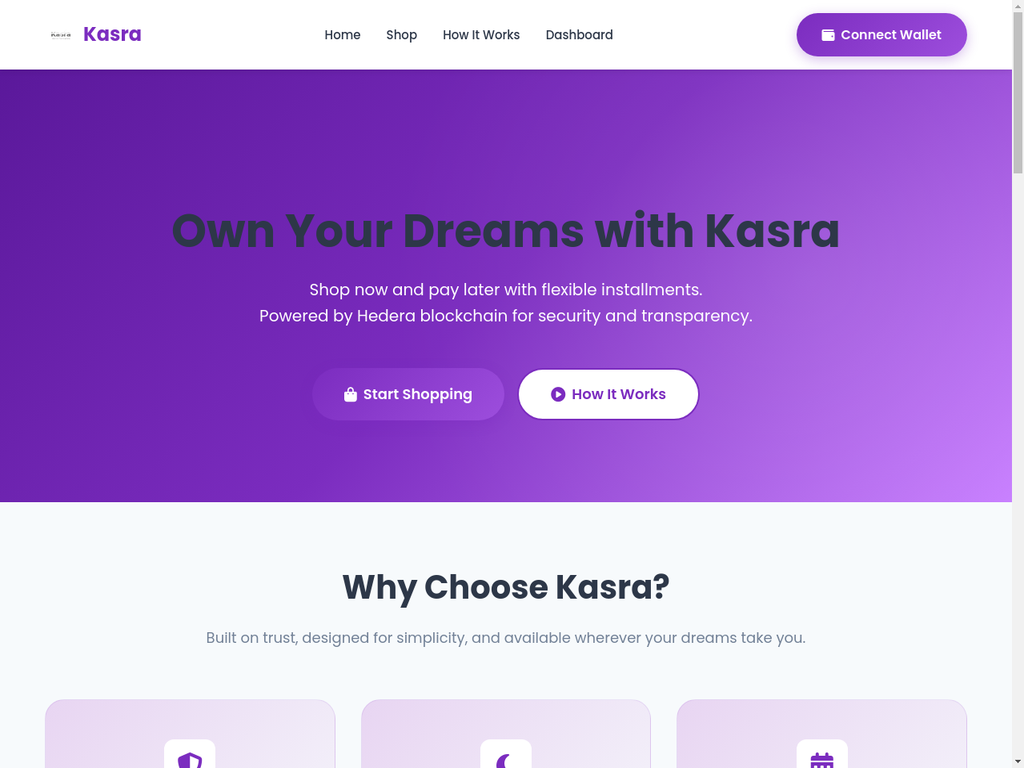 Kasra
Home
Shop
How It Works
Dashboard
Connect Wallet
Own Your Dreams with Kasra
Shop now and pay later with flexible installments.
Powered by Hedera blockchain for security and transparency.
Start Shopping
How It Works
Why Choose Kasra?
Built on trust, designed for simplicity, and available wherever your dreams take you.